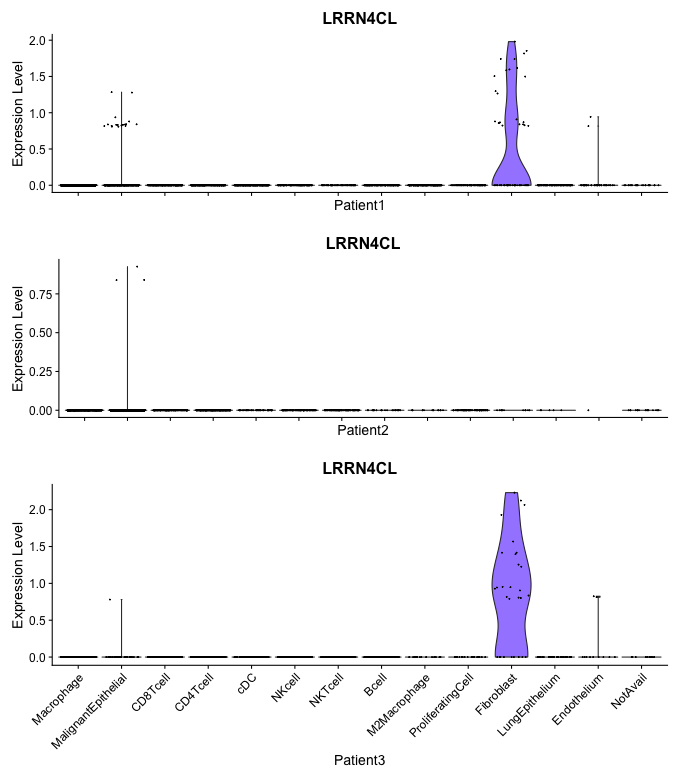 LRRN4CL
Expression Level
2.0
1.5
1.0
0.5
0.0
Patient1
LRRN4CL
Expression Level
0.75
0.50
0.25
0.00
Patient2
LRRN4CL
Expression Level
2.0
1.5
1.0
0.5
0.0
Macrophage
MalignantEpithelial
CD8Tcell
CD4Tcell
cDC
NKcell
NKTcell
Bcell
M2Macrophage
ProliferatingCell
Fibroblast
LungEpithelium
Endothelium
NotAvail
Patient3